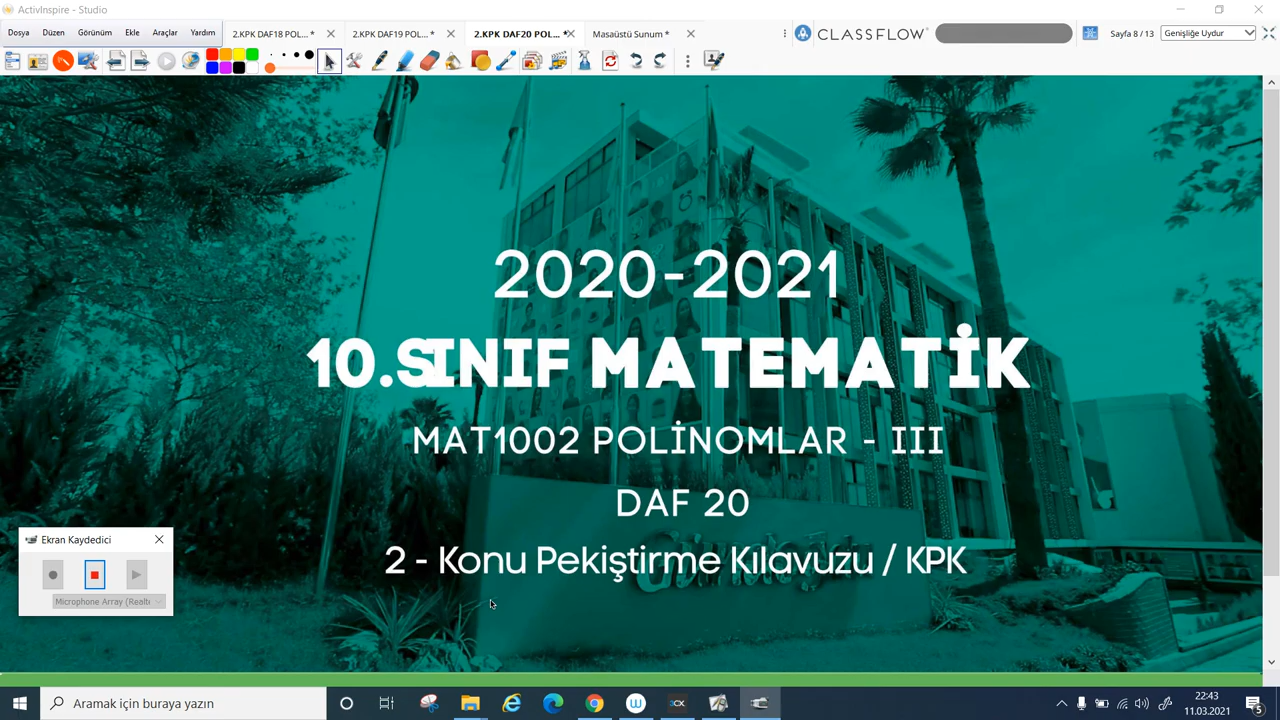 ActivInspire - Studio
Dosya Düzen Görünüm Ekle Araçlar Yardım
2.KPK DAF18 POL... * 2.KPK DAF19 POL... * 2.KPK DAF20 POL... * Masaüstü Sunum *
CLASSFLOW
Sayfa 8 / 13
Genişliğe Uydur
2020-2021
10.SINIF MATEMATİK
MAT1002 POLİNOMLAR - III
DAF 20
2 - Konu Pekiştirme Kılavuzu / KPK
Ekran Kaydedici
Microphone Array (Realt
Aramak için buraya yazın
22:43
11.03.2021
5